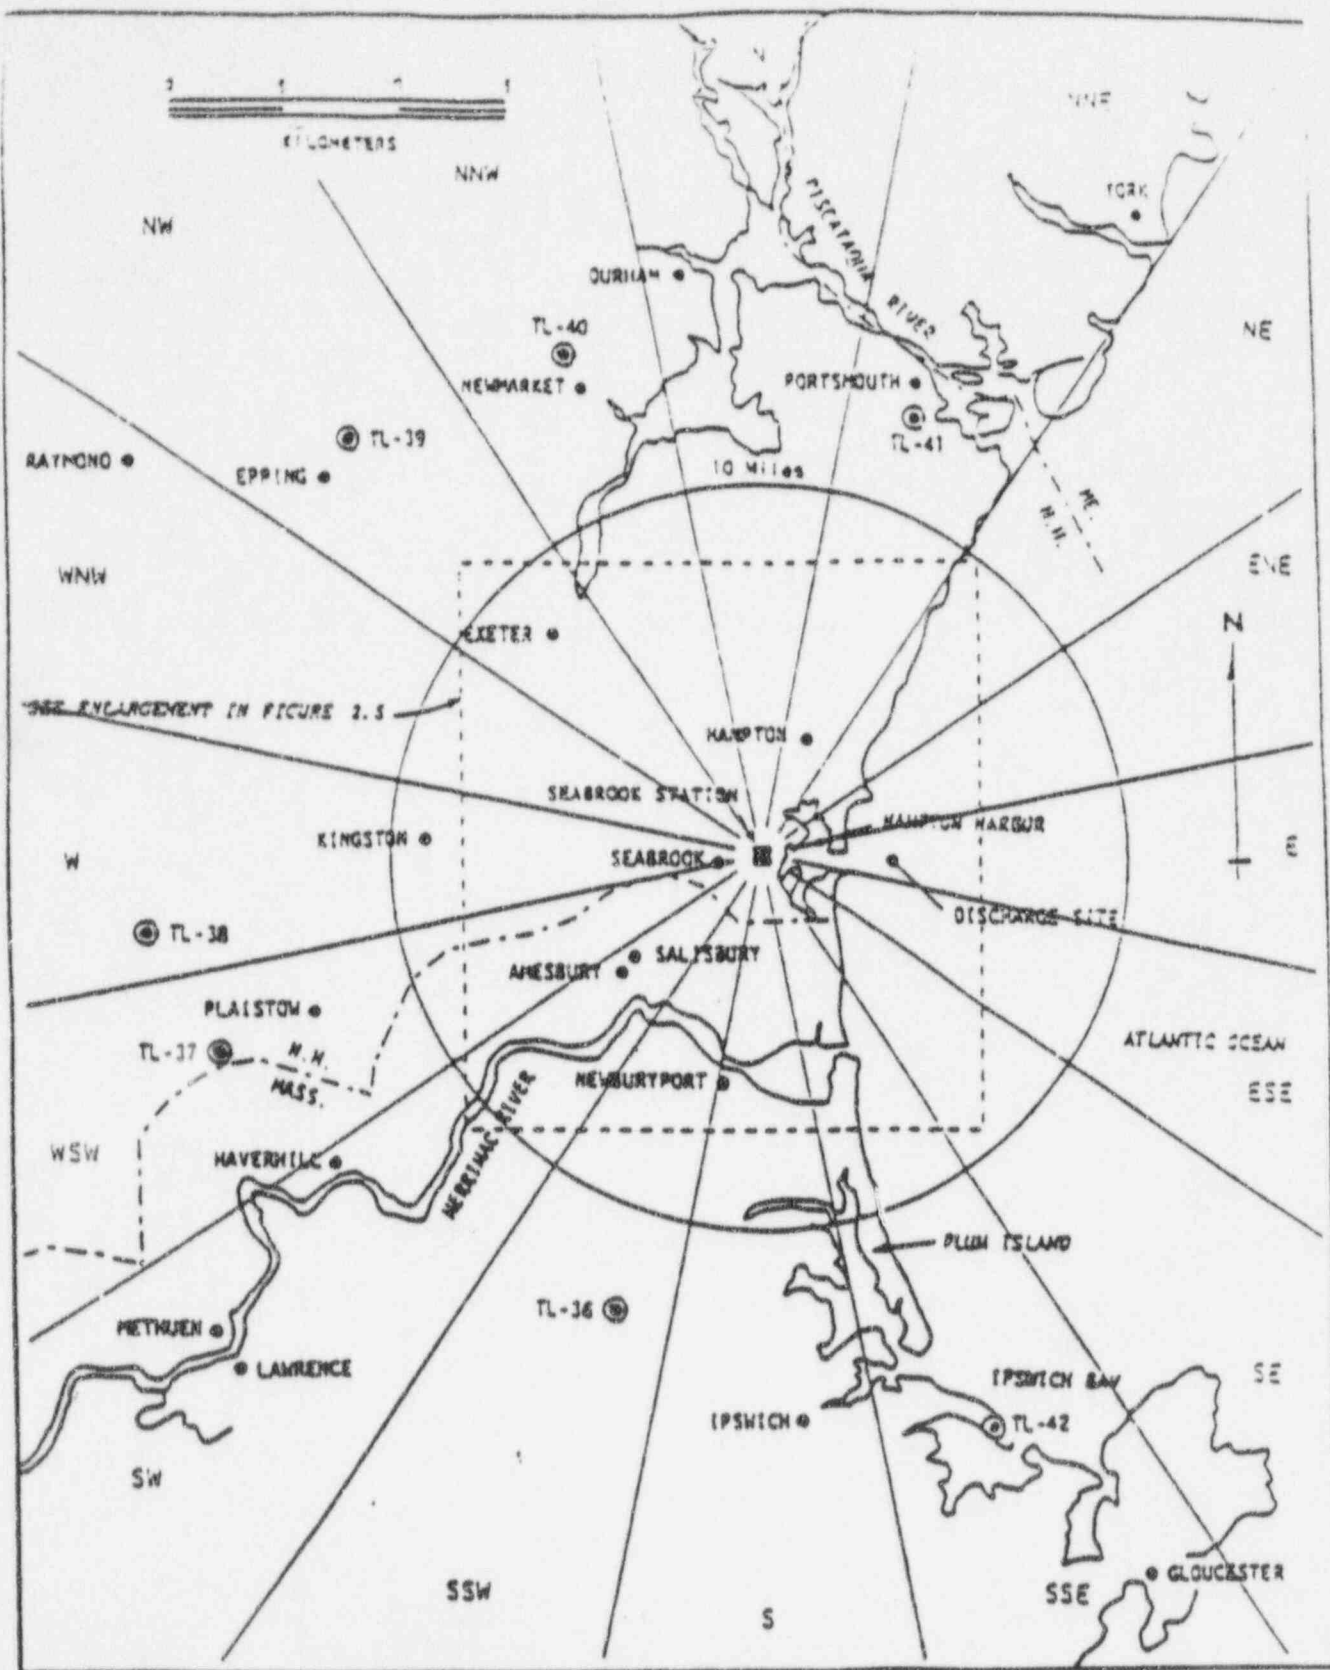 KILOMETERS
NNW
NNE
NW
YORK
PISCATAQUA
RIVER
DURHAM
TL-40
NE
NEWMARKET
PORTSMOUTH
TL-39
TL-41
RAYMOND
EPPING
10 Miles
ME.
N.H.
WNW
ENE
N
EXETER
SEE ENLARGEMENT IN FIGURE 2.5
HAMPTON
SEABROOK STATION
HAMPTON HARBOR
KINGSTON
SEABROOK
E
W
DISCHARGE SITE
TL-38
SALISBURY
AMESBURY
PLAISTOW
ATLANTIC OCEAN
TL-37
N.H.
MASS.
NEWBURYPORT
ESE
MERRIMAC RIVER
WSW
HAVERHILL
PLUM ISLAND
TL-36
METHUEN
LAWRENCE
IPSWICH BAY
SE
IPSWICH
TL-42
SW
GLOUCESTER
SSW
SSE
S